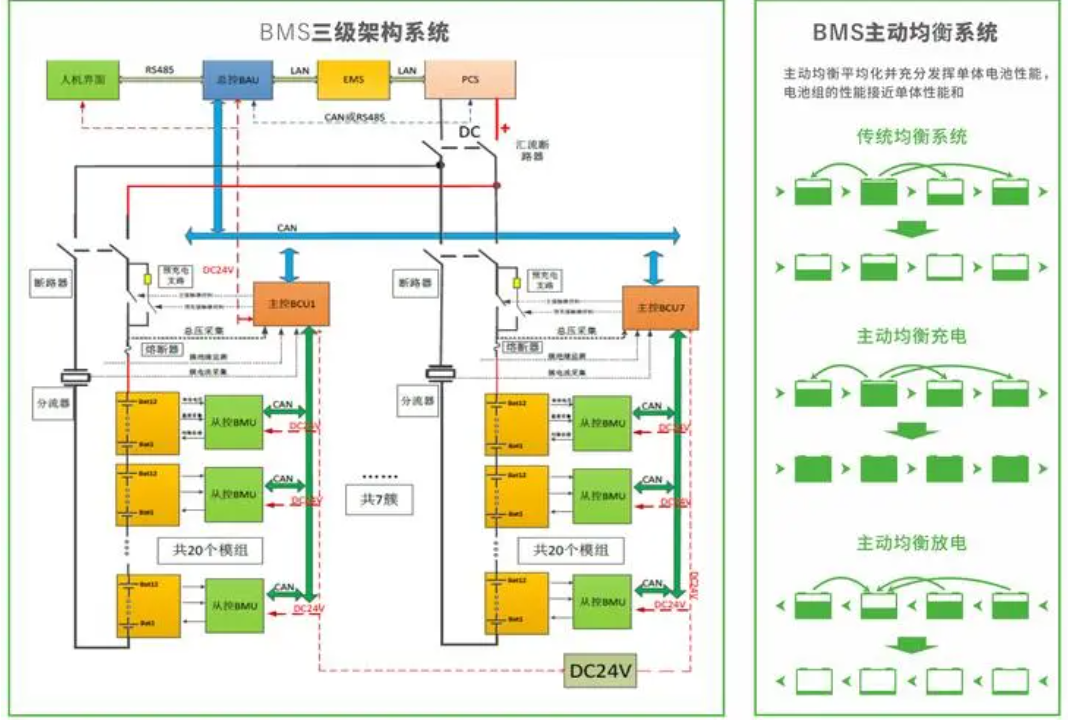 BMS三级架构系统
人机界面
RS485
总控BAU
LAN
EMS
LAN
PCS
CAN或RS485
DC
+
汇流断
路器
CAN
DC24V
断路器
预充电
支路
主控BCU1
总压采集
熔断器
簇电流采集
分流器
Bat12
Bat1
从控BMU
CAN
DC24V
Bat12
Bat1
从控BMU
CAN
DC24V
共20个模组
Bat12
Bat1
从控BMU
CAN
DC24V
......
共7簇
断路器
预充电
支路
主控BCU7
总压采集
熔断器
簇电流采集
分流器
Bat12
Bat1
从控BMU
CAN
DC24V
Bat12
Bat1
从控BMU
CAN
DC24V
共20个模组
Bat12
Bat1
从控BMU
CAN
DC24V
DC24V
DC24V
BMS主动均衡系统
主动均衡平均化并充分发挥单体电池性能，
电池组的性能接近单体性能和
传统均衡系统
主动均衡充电
主动均衡放电